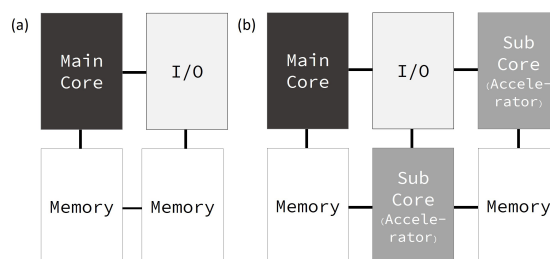 (a)
Main
Core
I/O
Memory
Memory
(b)
Main
Core
I/O
Sub
Core
(Accele-
rator)
Memory
Sub
Core
(Accele-
rator)
Memory